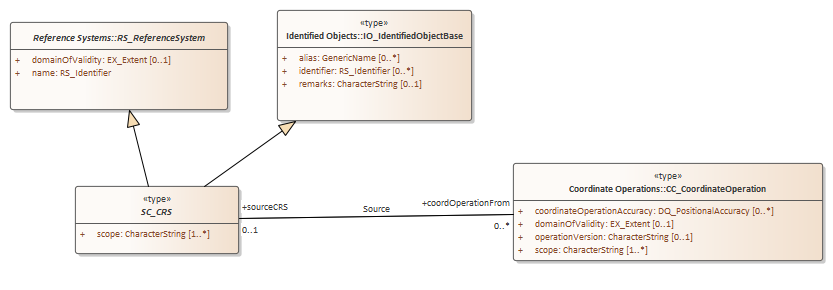 Reference Systems::RS_ReferenceSystem
+ domainOfValidity: EX_Extent [0..1]
+ name: RS_Identifier
«type»
Identified Objects::IO_IdentifiedObjectBase
+ alias: GenericName [0..*]
+ identifier: RS_Identifier [0..*]
+ remarks: CharacterString [0..1]
«type»
SC_CRS
+ scope: CharacterString [1..*]
+sourceCRS
0..1
Source
+coordOperationFrom
0..*
«type»
Coordinate Operations::CC_CoordinateOperation
+ coordinateOperationAccuracy: DQ_PositionalAccuracy [0..*]
+ domainOfValidity: EX_Extent [0..1]
+ operationVersion: CharacterString [0..1]
+ scope: CharacterString [1..*]